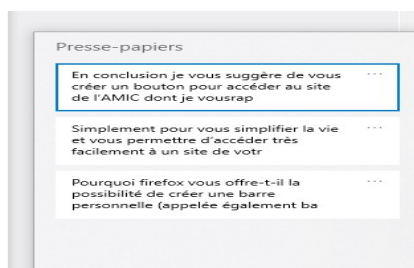 Presse-papiers
En conclusion je vous suggère de vous
créer un bouton pour accéder au site
de l'AMIC dont je vousrap
Simplement pour vous simplifier la vie
et vous permettre d'accéder très
facilement à un site de votr
Pourquoi firefox vous offre-t-il la
possibilité de créer une barre
personnelle (appelée également ba